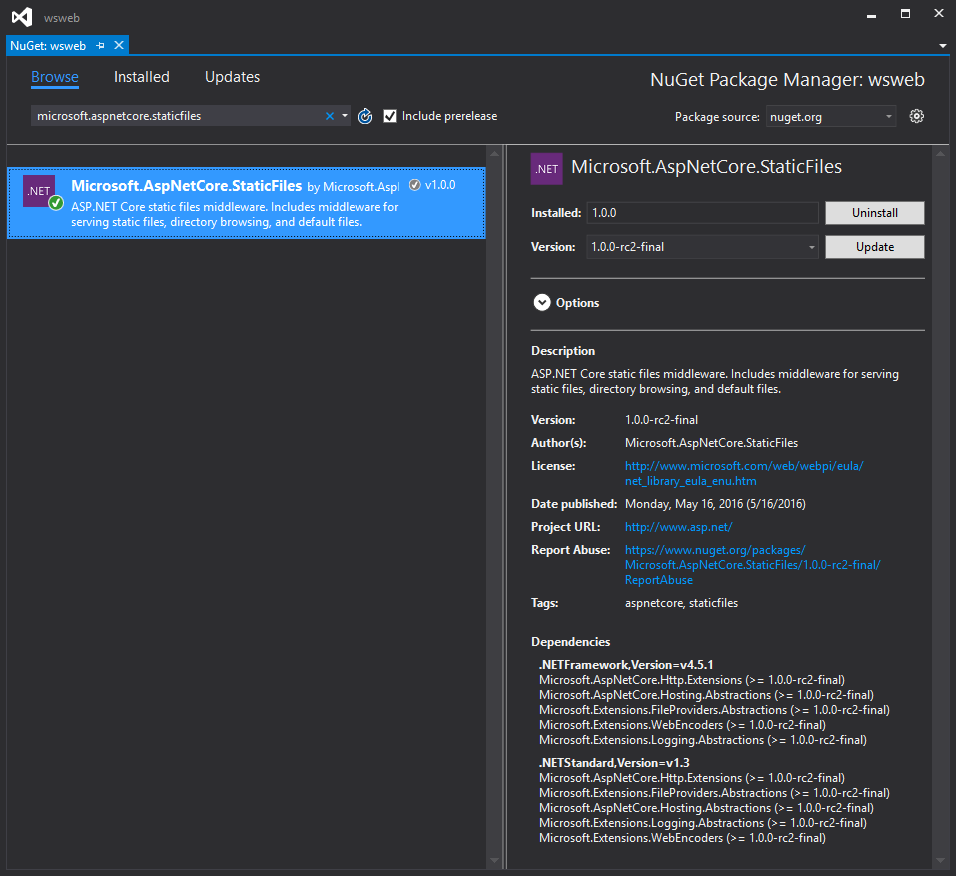 wsweb
NuGet: wsweb
Browse Installed Updates
NuGet Package Manager: wsweb
microsoft.aspnetcore.staticfiles
Include prerelease
Package source: nuget.org
.NET
Microsoft.AspNetCore.StaticFiles by Microsoft.Asp v1.0.0
ASP.NET Core static files middleware. Includes middleware for
serving static files, directory browsing, and default files.
.NET
Microsoft.AspNetCore.StaticFiles
Installed: 1.0.0 Uninstall
Version: 1.0.0-rc2-final Update
Options
Description
ASP.NET Core static files middleware. Includes middleware for serving
static files, directory browsing, and default files.
Version: 1.0.0-rc2-final
Author(s): Microsoft.AspNetCore.StaticFiles
License: http://www.microsoft.com/web/webpi/eula/
net_library_eula_enu.htm
Date published: Monday, May 16, 2016 (5/16/2016)
Project URL: http://www.asp.net/
Report Abuse: https://www.nuget.org/packages/
Microsoft.AspNetCore.StaticFiles/1.0.0-rc2-final/
ReportAbuse
Tags: aspnetcore, staticfiles
Dependencies
.NETFramework,Version=v4.5.1
Microsoft.AspNetCore.Http.Extensions (>= 1.0.0-rc2-final)
Microsoft.AspNetCore.Hosting.Abstractions (>= 1.0.0-rc2-final)
Microsoft.Extensions.FileProviders.Abstractions (>= 1.0.0-rc2-final)
Microsoft.Extensions.WebEncoders (>= 1.0.0-rc2-final)
Microsoft.Extensions.Logging.Abstractions (>= 1.0.0-rc2-final)
.NETStandard,Version=v1.3
Microsoft.AspNetCore.Http.Extensions (>= 1.0.0-rc2-final)
Microsoft.Extensions.FileProviders.Abstractions (>= 1.0.0-rc2-final)
Microsoft.AspNetCore.Hosting.Abstractions (>= 1.0.0-rc2-final)
Microsoft.Extensions.Logging.Abstractions (>= 1.0.0-rc2-final)
Microsoft.Extensions.WebEncoders (>= 1.0.0-rc2-final)